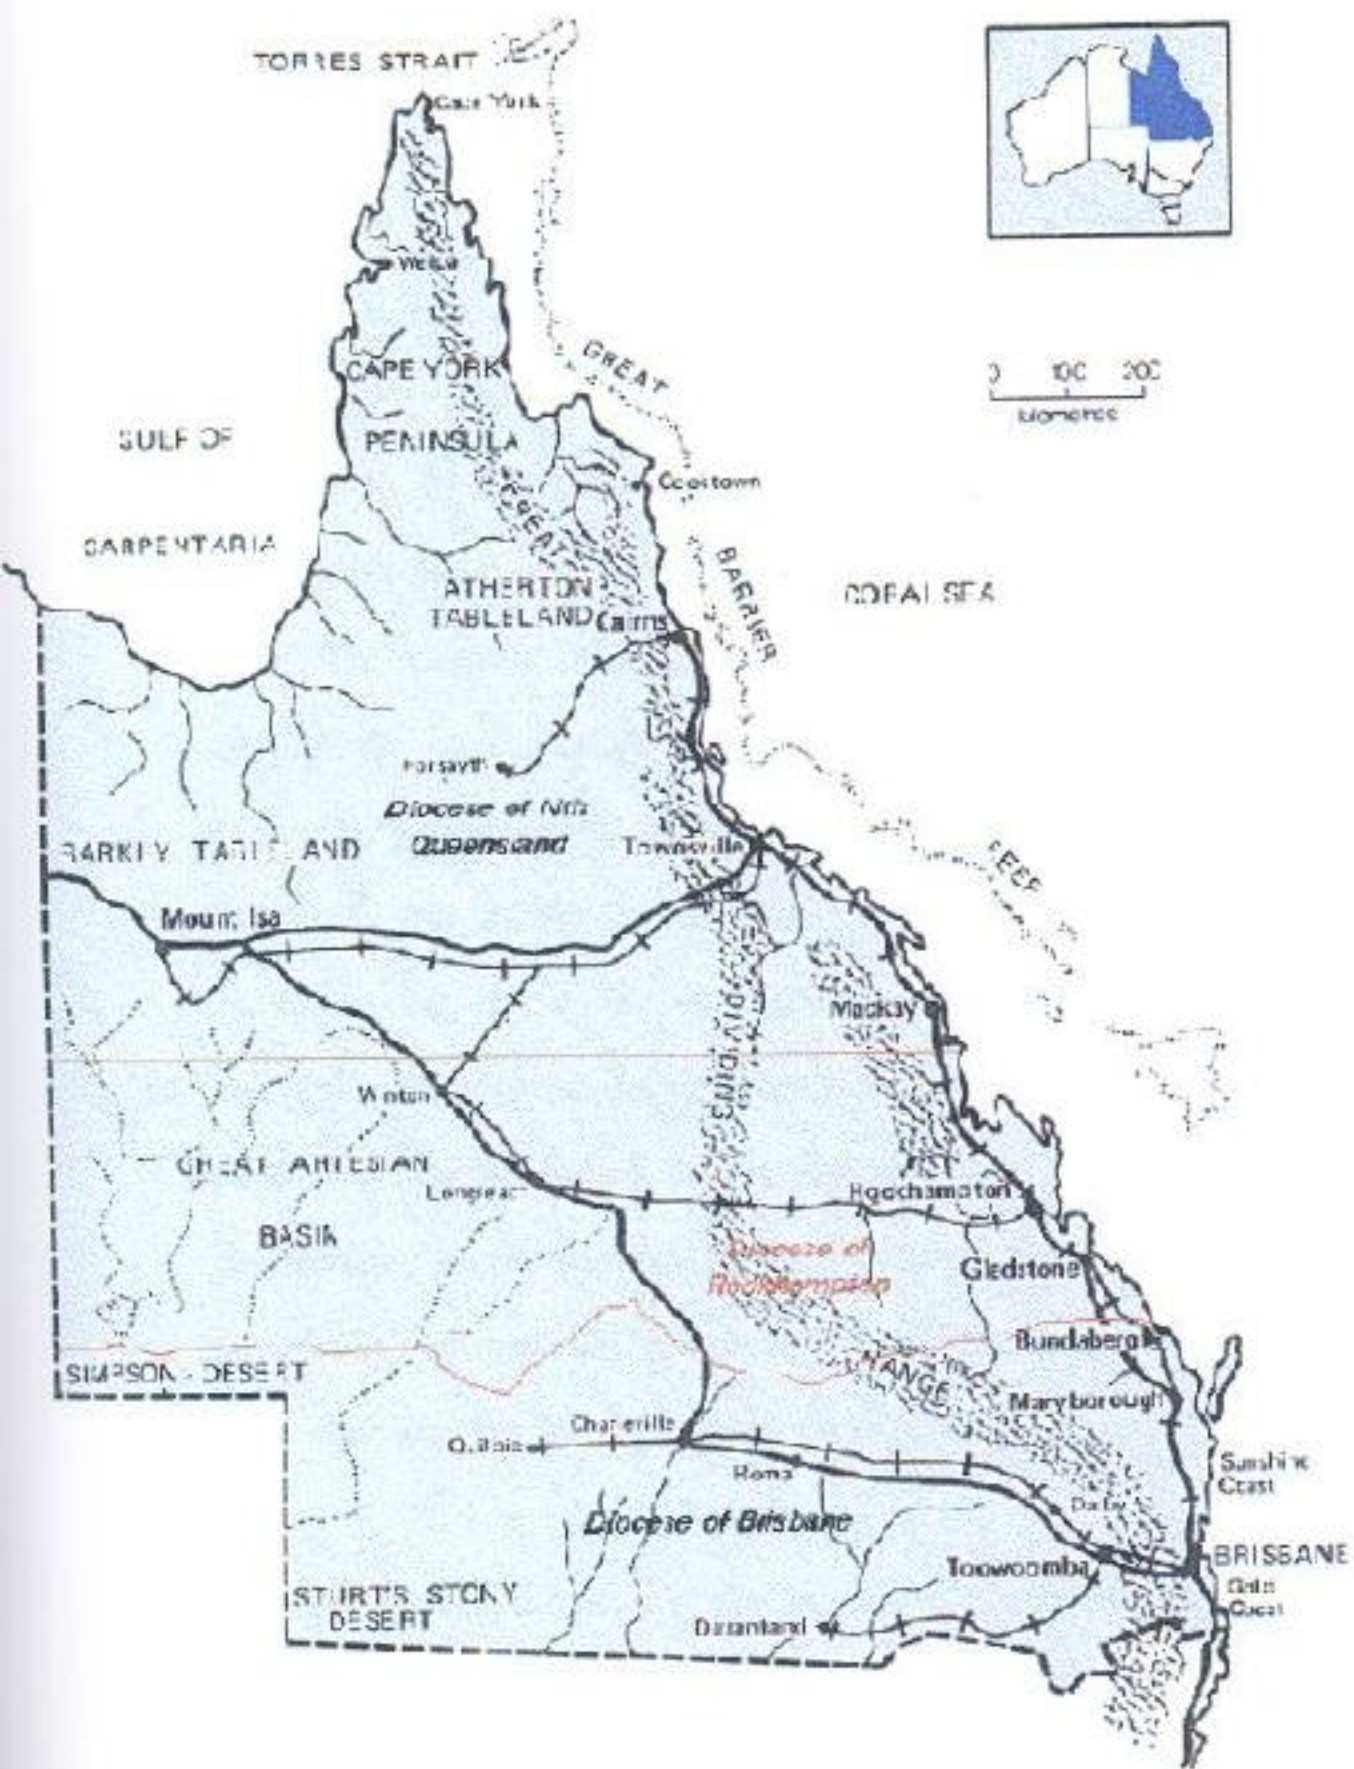 TORRES STRAIT
Cape York
Weipa
0 100 200
kilometres
GREAT
CAPE YORK
PENINSULA
GULF OF
CARPENTARIA
Cooktown
GREAT
BARRIER
CORAL SEA
ATHERTON
TABLELAND
Cairns
Forsayth
Diocese of Nth
Queensland
Townsville
BARKLY TABLELAND
REEF
Mount Isa
Mackay
DIVIDING
Winton
GREAT ARTESIAN
Longreach
Rockhampton
BASIN
Diocese of
Rockhampton
Gladstone
Bundaberg
SIMPSON - DESERT
RANGE
Maryborough
Charleville
Quilpie
Sunshine
Coast
Roma
Dalby
Diocese of Brisbane
BRISBANE
Toowoomba
Gold
Coast
STURT'S STONY
DESERT
Dirranbandi